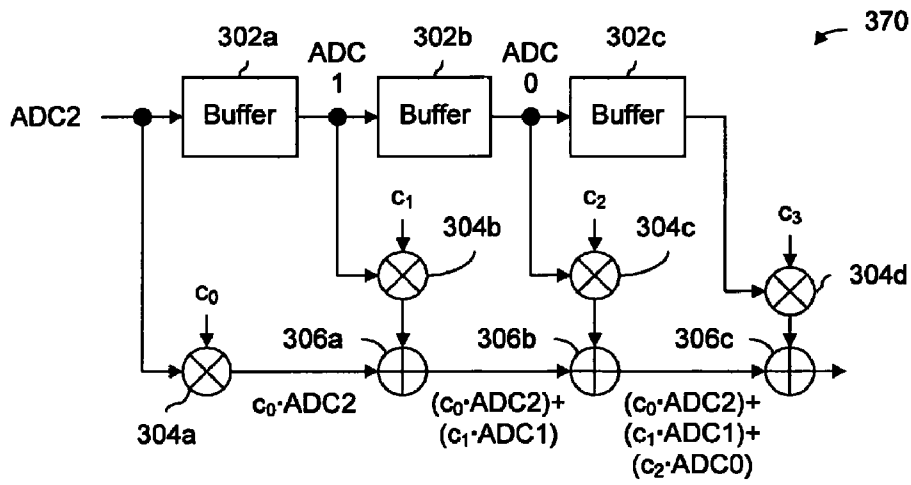 370
302a
302b
302c
ADC
1
ADC
0
ADC2
Buffer
Buffer
Buffer
c₁
c₂
c₃
304b
304c
304d
c₀
306a
306b
306c
304a
c₀·ADC2
(c₀·ADC2)+
(c₁·ADC1)
(c₀·ADC2)+
(c₁·ADC1)+
(c₂·ADC0)